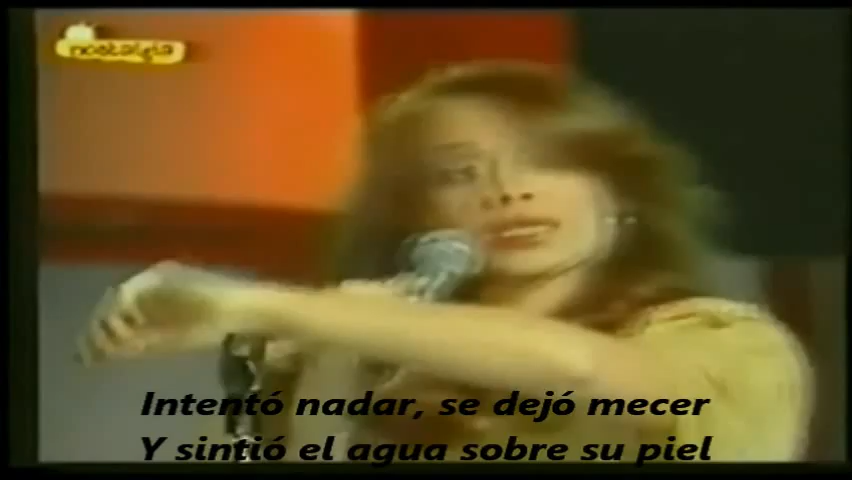 nostalgia
Intentó nadar, se dejó mecer
Y sintió el agua sobre su piel